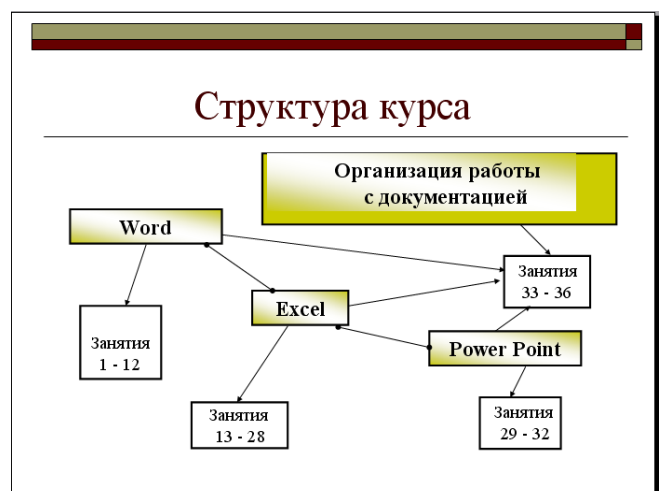 Структура курса
Организация работы
с документацией
Word
Занятия
33 - 36
Excel
Занятия
1 - 12
Power Point
Занятия
13 - 28
Занятия
29 - 32